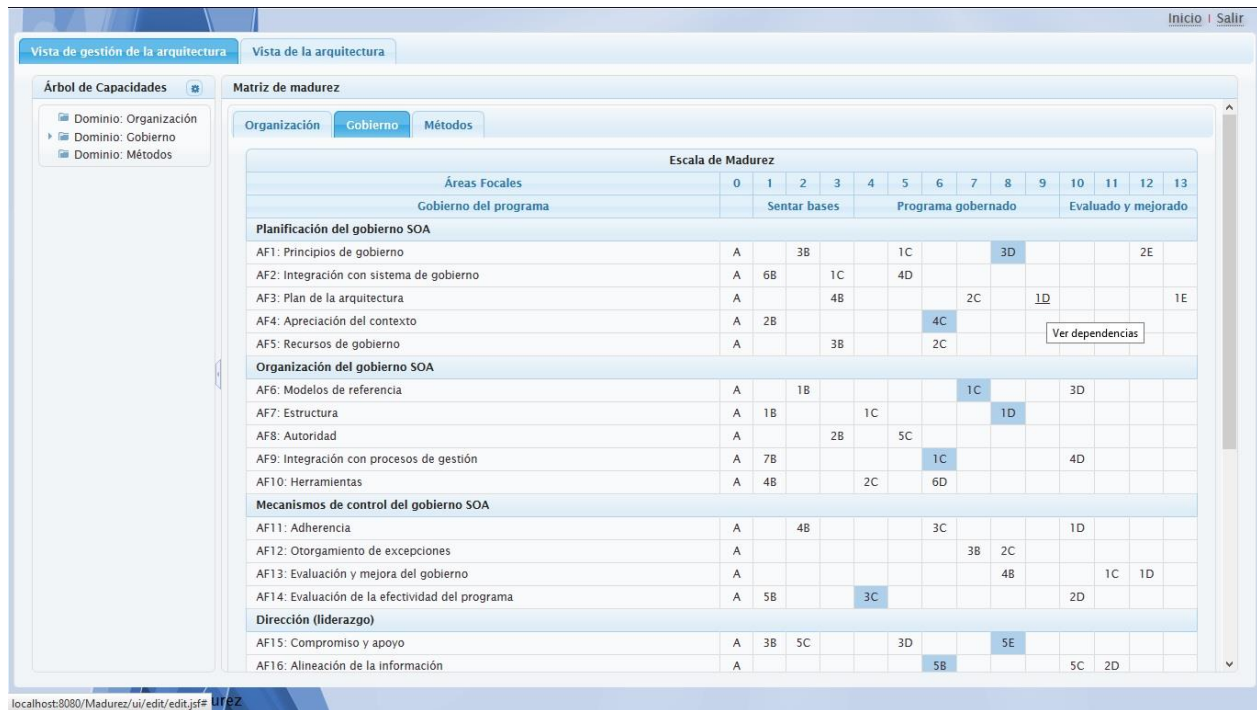 Inicio | Salir
Vista de gestión de la arquitectura Vista de la arquitectura
Árbol de Capacidades
Dominio: Organización
Dominio: Gobierno
Dominio: Métodos
Matriz de madurez
Organización Gobierno Métodos
Escala de Madurez
Áreas Focales 0 1 2 3 4 5 6 7 8 9 10 11 12 13
Gobierno del programa Sentar bases Programa gobernado Evaluado y mejorado
Planificación del gobierno SOA
AF1: Principios de gobierno A 3B 1C 3D 2E
AF2: Integración con sistema de gobierno A 6B 1C 4D
AF3: Plan de la arquitectura A 4B 2C 1D 1E
AF4: Apreciación del contexto A 2B 4C
Ver dependencias
AF5: Recursos de gobierno A 3B 2C
Organización del gobierno SOA
AF6: Modelos de referencia A 1B 1C 3D
AF7: Estructura A 1B 1C 1D
AF8: Autoridad A 2B 5C
AF9: Integración con procesos de gestión A 7B 1C 4D
AF10: Herramientas A 4B 2C 6D
Mecanismos de control del gobierno SOA
AF11: Adherencia A 4B 3C 1D
AF12: Otorgamiento de excepciones A 3B 2C
AF13: Evaluación y mejora del gobierno A 4B 1C 1D
AF14: Evaluación de la efectividad del programa A 5B 3C 2D
Dirección (liderazgo)
AF15: Compromiso y apoyo A 3B 5C 3D 5E
AF16: Alineación de la información A 5B 5C 2D
localhost:8080/Madurez/ui/edit/edit.jsf# urez